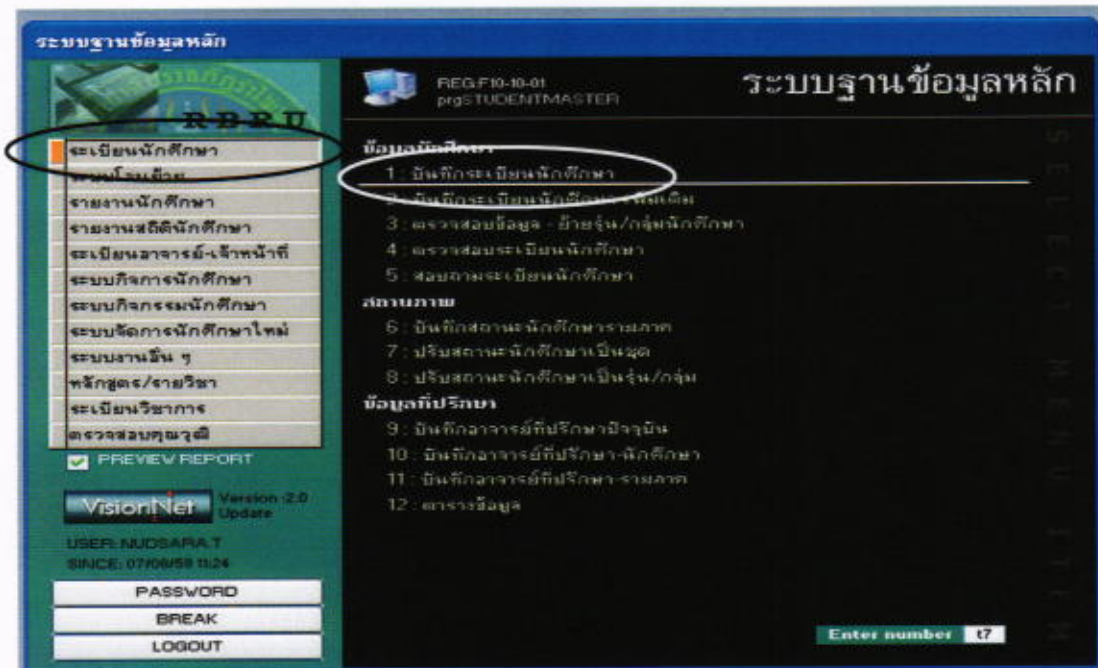 ระบบฐานข้อมูลหลัก
RBRU
ระเบียนนักศึกษา
ระบบโอนย้าย
รายงานนักศึกษา
รายงานสถิตินักศึกษา
ระเบียนอาจารย์-เจ้าหน้าที่
ระบบกิจการนักศึกษา
ระบบกิจกรรมนักศึกษา
ระบบจัดการนักศึกษาใหม่
ระบบงานอื่น ๆ
หลักสูตร/รายวิชา
ระเบียนวิชาการ
ตรวจสอบคุณวุฒิ
PREVIEW REPORT
VisionNet
Version :2.0
Update
USER: NUDSARA.T
SINCE: 07/06/59 11:24
PASSWORD
BREAK
LOGOUT
REG:F10-10-01
prgSTUDENTMASTER
ระบบฐานข้อมูลหลัก
ข้อมูลนักศึกษา
1 : บันทึกระเบียนนักศึกษา
2 : บันทึกระเบียนนักศึกษา-เพิ่มเติม
3 : ตรวจสอบข้อมูล - ย้ายรุ่น/กลุ่มนักศึกษา
4 : ตรวจสอบระเบียนนักศึกษา
5 : สอบถามระเบียนนักศึกษา
สถานภาพ
6 : บันทึกสถานะนักศึกษารายภาค
7 : ปรับสถานะนักศึกษาเป็นชุด
8 : ปรับสถานะนักศึกษาเป็นรุ่น/กลุ่ม
ข้อมูลที่ปรึกษา
9 : บันทึกอาจารย์ที่ปรึกษาปัจจุบัน
10 : บันทึกอาจารย์ที่ปรึกษา-นักศึกษา
11 : บันทึกอาจารย์ที่ปรึกษา-รายภาค
12 : ตารางข้อมูล
SELECT MENU ITEM
Enter number t7